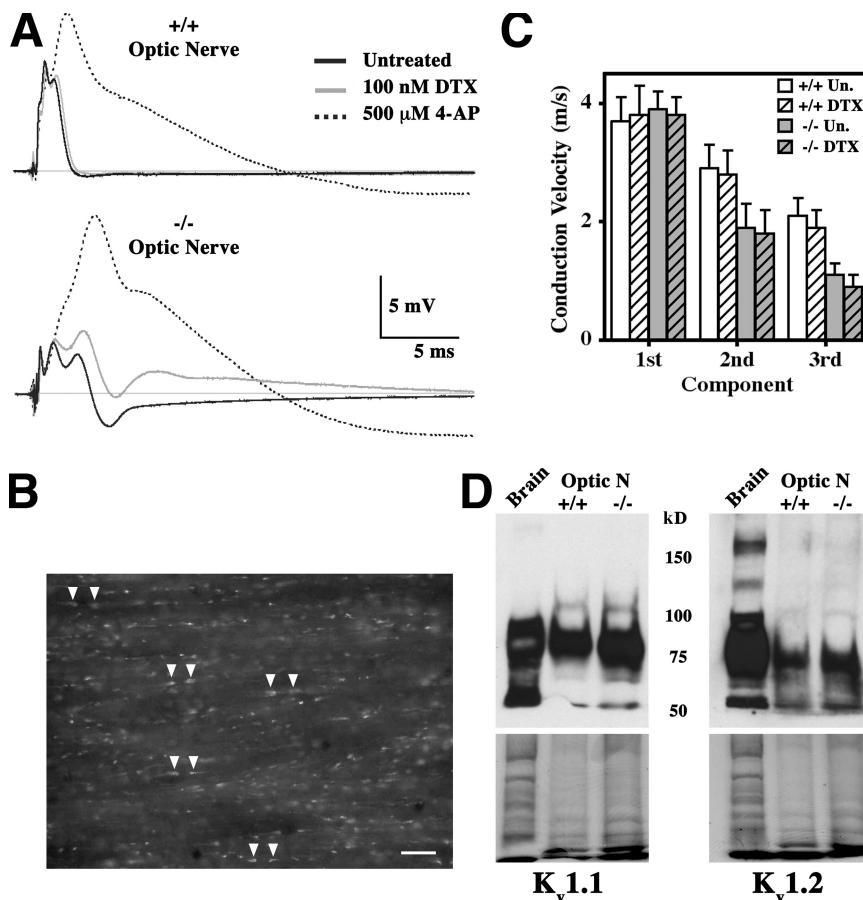 A
+/+
Optic Nerve
Untreated
100 nM DTX
500 µM 4-AP
-/-
Optic Nerve
5 mV
5 ms
C
Conduction Velocity (m/s)
4
2
0
+/+ Un.
+/+ DTX
-/- Un.
-/- DTX
1st 2nd 3rd
Component
B
D
Brain
Optic N
+/+ -/-
kD
150
100
75
50
Brain
Optic N
+/+ -/-
Kv1.1
Kv1.2